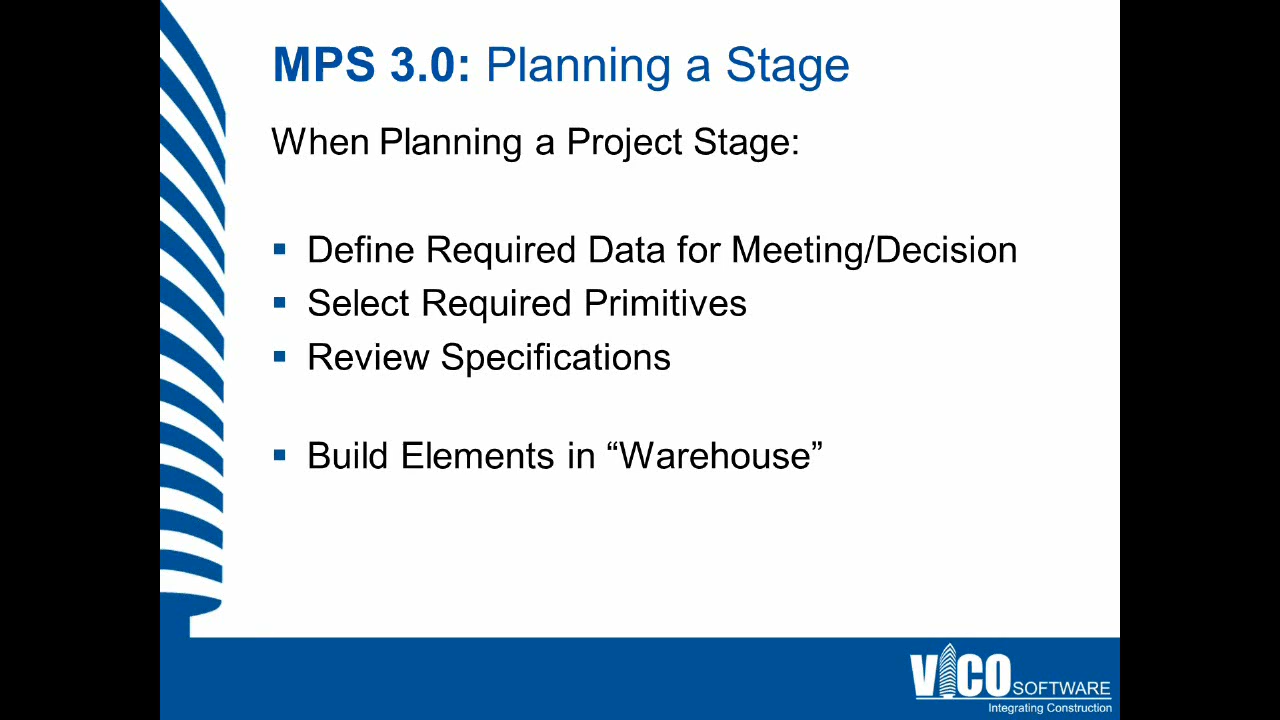 MPS 3.0: Planning a Stage
When Planning a Project Stage:
▪ Define Required Data for Meeting/Decision
▪ Select Required Primitives
▪ Review Specifications
▪ Build Elements in “Warehouse”
VICO SOFTWARE
Integrating Construction